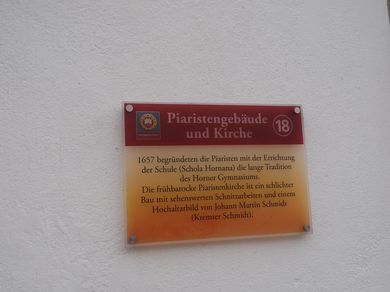 Piaristengebäude
und Kirche
18
1657 begründeten die Piaristen mit der Errichtung
der Schule (Schola Hornana) die lange Tradition
des Horner Gymnasiums.
Die frühbarocke Piaristenkirche ist ein schlichter
Bau mit sehenswerten Schnitzarbeiten und einem
Hochaltarbild von Johann Martin Schmidt
(Kremser Schmidt).